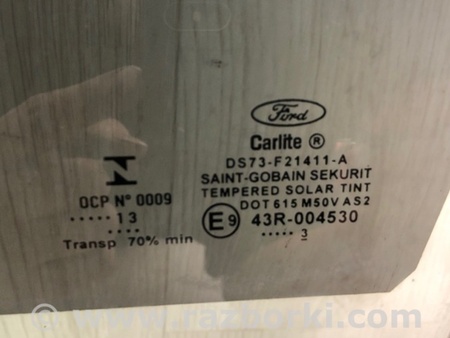 Ford
Carlite ®
DS73-F21411-A
SAINT-GOBAIN SEKURIT
TEMPERED SOLAR TINT
DOT 615 M50V AS2
E9 43R-004530
..... 3
OCP N° 0009
..... 13
....
Transp 70% min
© www.razborki.com